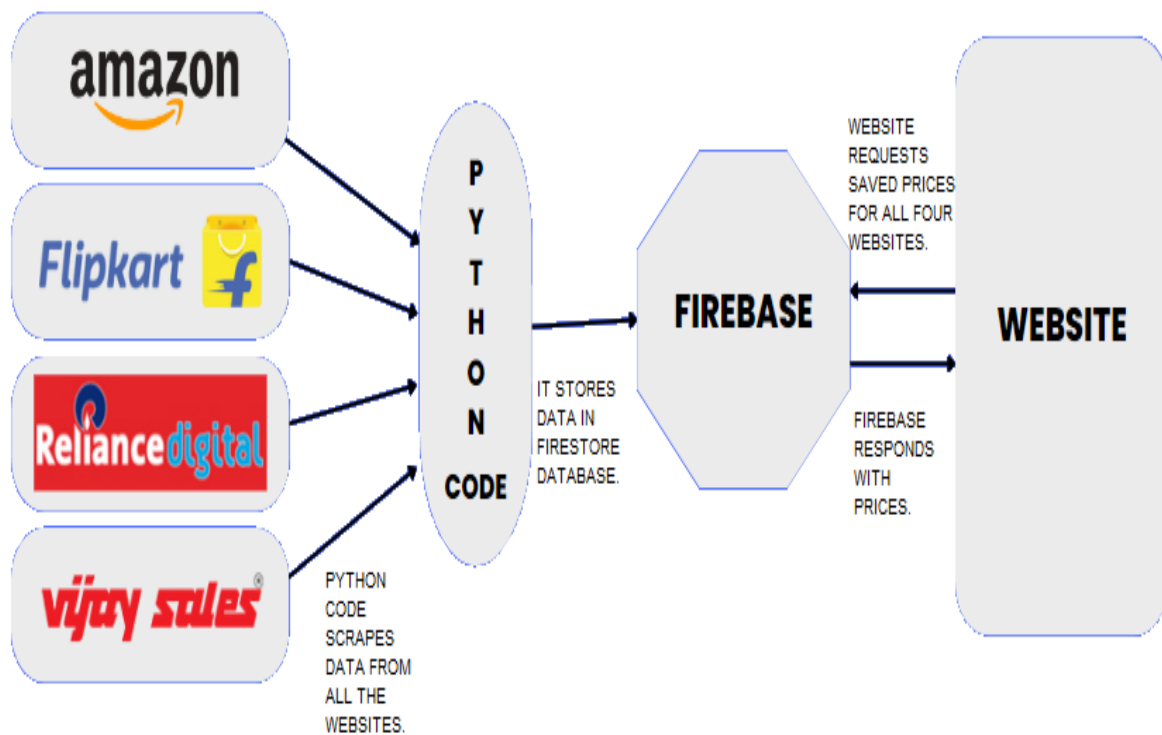 amazon
Flipkart
Reliance digital
vijay sales®
PYTHON
CODE
SCRAPES
DATA FROM
ALL THE
WEBSITES.
P
Y
T
H
O
N
CODE
IT STORES
DATA IN
FIRESTORE
DATABASE.
FIREBASE
WEBSITE
REQUESTS
SAVED PRICES
FOR ALL FOUR
WEBSITES.
FIREBASE
RESPONDS
WITH
PRICES.
WEBSITE